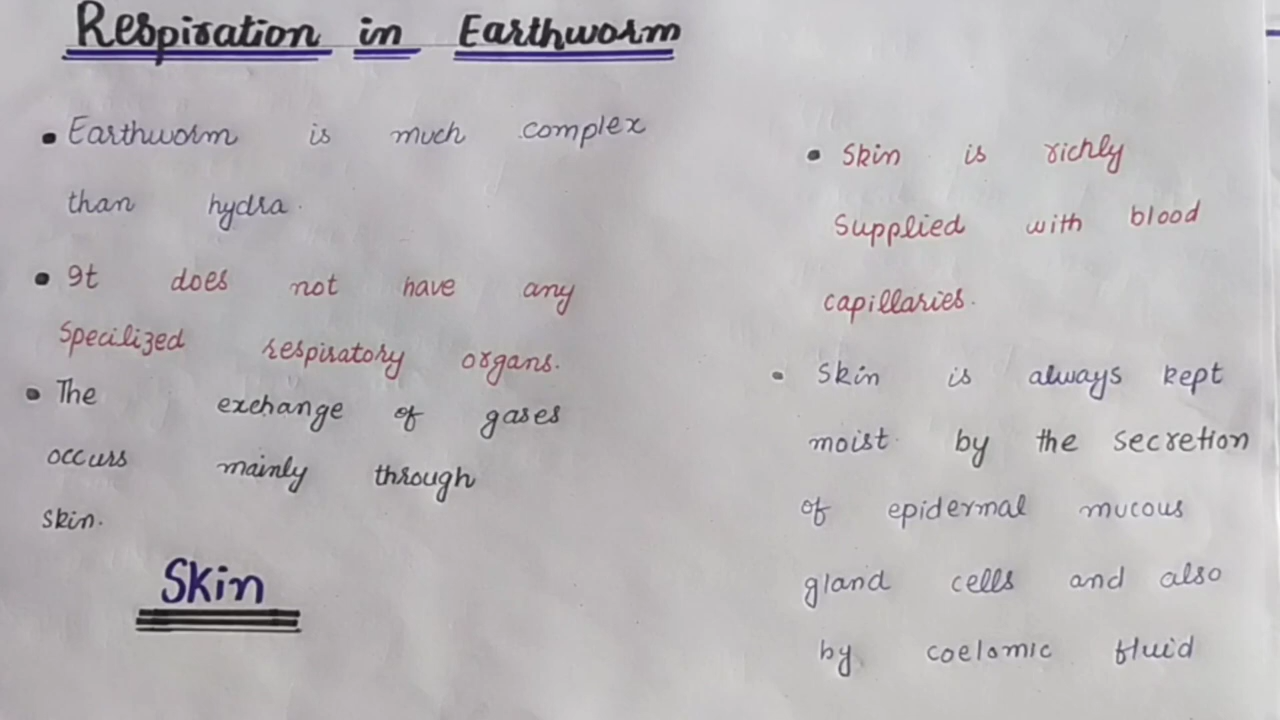 Respiration in Earthworm
• Earthworm is much complex
than hydra.
• It does not have any
Specilized respiratory organs.
• The exchange of gases
occurs mainly through
skin.
Skin
• Skin is richly
Supplied with blood
capillaries.
• Skin is always kept
moist by the secretion
of epidermal mucous
gland cells and also
by coelomic fluid